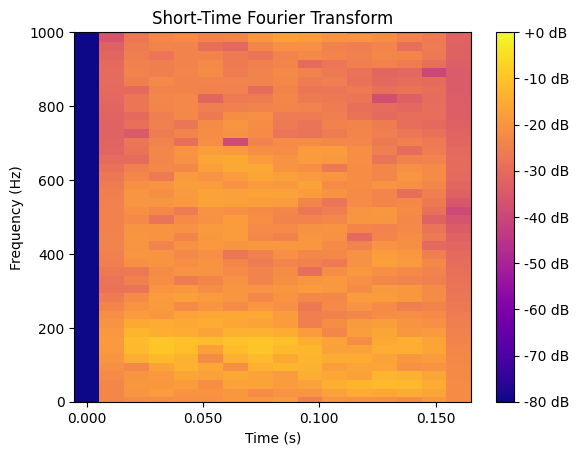 Short-Time Fourier Transform
1000
800
600
400
200
0
Frequency (Hz)
0.000
0.050
0.100
0.150
Time (s)
+0 dB
-10 dB
-20 dB
-30 dB
-40 dB
-50 dB
-60 dB
-70 dB
-80 dB